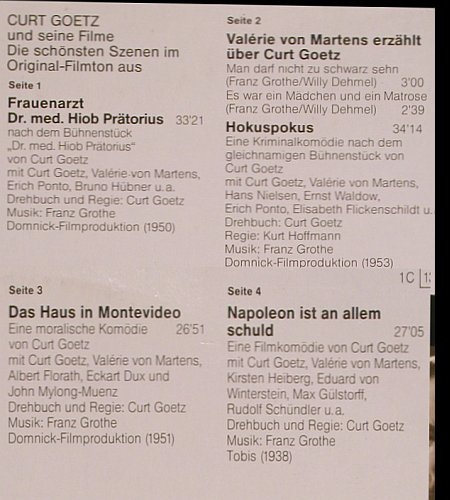 CURT GOETZ
und seine Filme
Die schönsten Szenen im
Original-Filmton aus
Seite 1
Frauenarzt
Dr. med. Hiob Prätorius 33'21
nach dem Bühnenstück
„Dr. med. Hiob Prätorius"
von Curt Goetz
mit Curt Goetz, Valérie von Martens,
Erich Ponto, Bruno Hübner u.a.
Drehbuch und Regie: Curt Goetz
Musik: Franz Grothe
Domnick-Filmproduktion (1950)
Seite 2
Valérie von Martens erzählt
über Curt Goetz
Man darf nicht zu schwarz sehn
(Franz Grothe/Willy Dehmel) 3'00
Es war ein Mädchen und ein Matrose
(Franz Grothe/Willy Dehmel) 2'39
Hokuspokus 34'14
Eine Kriminalkomödie nach dem
gleichnamigen Bühnenstück von
Curt Goetz
mit Curt Goetz, Valérie von Martens,
Hans Nielsen, Ernst Waldow,
Erich Ponto, Elisabeth Flickenschildt u.
Drehbuch: Curt Goetz
Regie: Kurt Hoffmann
Musik: Franz Grothe
Domnick-Filmproduktion (1953)
1C
Seite 3
Das Haus in Montevideo
Eine moralische Komödie 26'51
von Curt Goetz
mit Curt Goetz, Valérie von Martens,
Albert Florath, Eckart Dux und
John Mylong-Muenz
Drehbuch und Regie: Curt Goetz
Musik: Franz Grothe
Domnick-Filmproduktion (1951)
Seite 4
Napoleon ist an allem
schuld 27'05
Eine Filmkomödie von Curt Goetz
mit Curt Goetz, Valérie von Martens,
Kirsten Heiberg, Eduard von
Winterstein, Max Gülstorff,
Rudolf Schündler u.a.
Drehbuch und Regie: Curt Goetz
Musik: Franz Grothe
Tobis (1938)